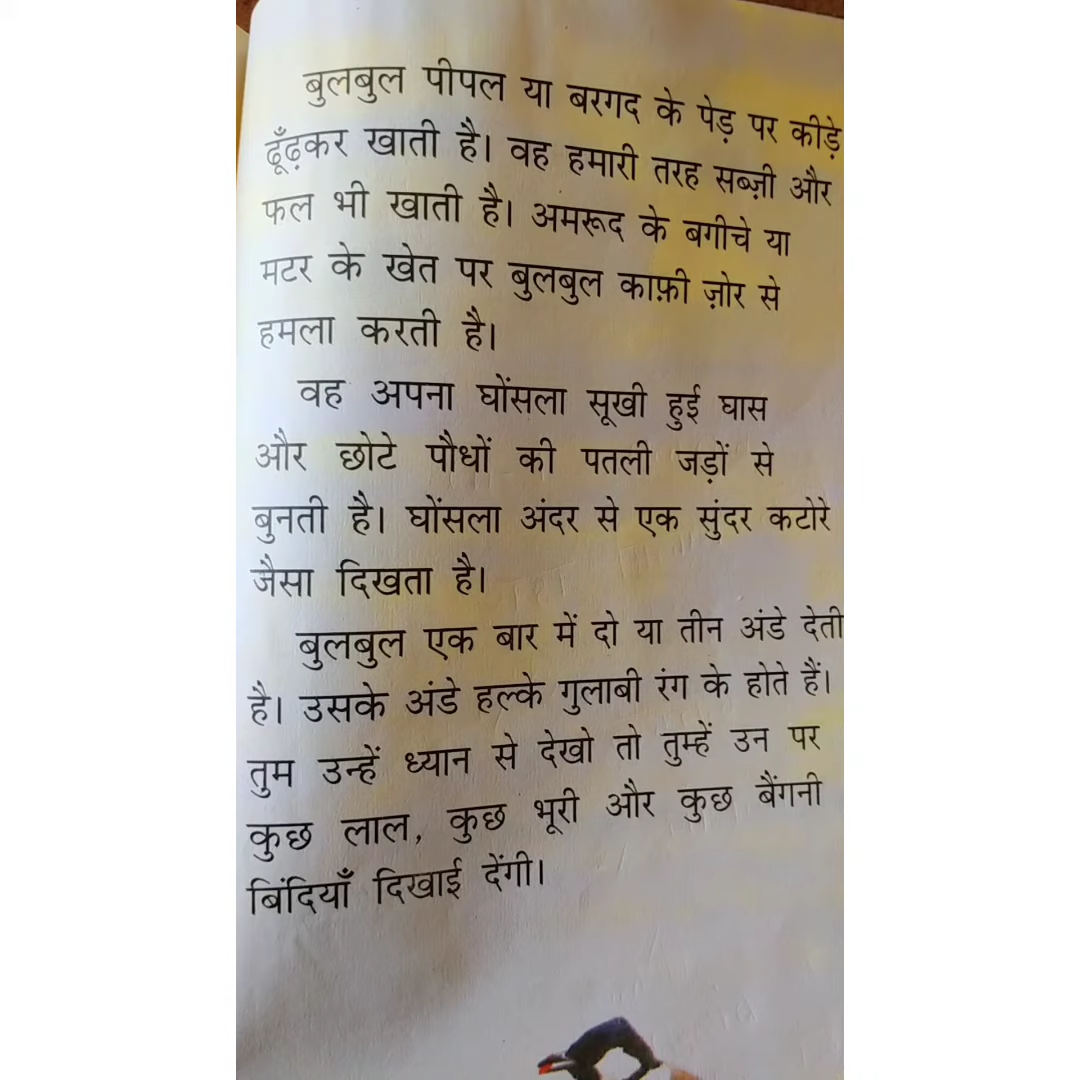 बुलबुल पीपल या बरगद के पेड़ पर कीड़े
ढूँढ़कर खाती है। वह हमारी तरह सब्ज़ी और
फल भी खाती है। अमरूद के बगीचे या
मटर के खेत पर बुलबुल काफ़ी ज़ोर से
हमला करती है।
वह अपना घोंसला सूखी हुई घास
और छोटे पौधों की पतली जड़ों से
बुनती है। घोंसला अंदर से एक सुंदर कटोरे
जैसा दिखता है।
बुलबुल एक बार में दो या तीन अंडे देती
है। उसके अंडे हल्के गुलाबी रंग के होते हैं।
तुम उन्हें ध्यान से देखो तो तुम्हें उन पर
कुछ लाल, कुछ भूरी और कुछ बैंगनी
बिंदियाँ दिखाई देंगी।